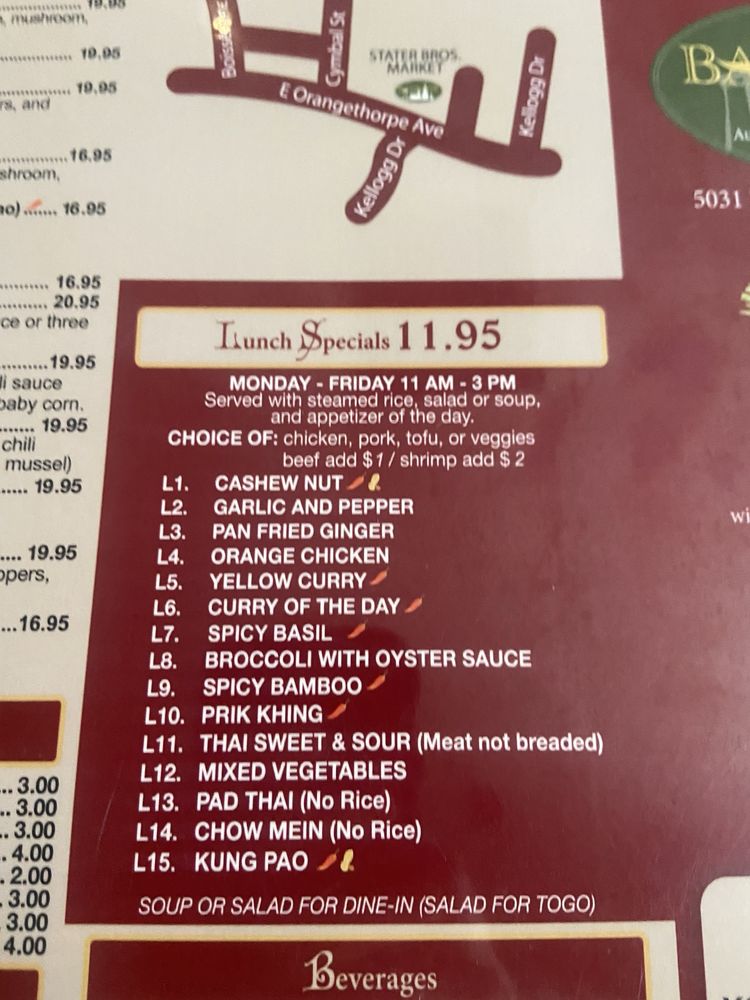 19.95
, mushroom,
19.95
19.95
rs, and
16.95
shroom,
16.95
16.95
20.95
ce or three
19.95
li sauce
baby corn.
19.95
chili
mussel)
19.95
19.95
ppers,
16.95
3.00
3.00
3.00
4.00
2.00
3.00
3.00
4.00
Cymbal St
STATER BROS.
MARKET
E Orangethorpe Ave
Kellogg Dr
Kellogg Dr
BA
5031
wi
Lunch Specials 11.95
MONDAY - FRIDAY 11 AM - 3 PM
Served with steamed rice, salad or soup,
and appetizer of the day.
CHOICE OF: chicken, pork, tofu, or veggies
beef add $1 / shrimp add $2
L1. CASHEW NUT
L2. GARLIC AND PEPPER
L3. PAN FRIED GINGER
L4. ORANGE CHICKEN
L5. YELLOW CURRY
L6. CURRY OF THE DAY
L7. SPICY BASIL
L8. BROCCOLI WITH OYSTER SAUCE
L9. SPICY BAMBOO
L10. PRIK KHING
L11. THAI SWEET & SOUR (Meat not breaded)
L12. MIXED VEGETABLES
L13. PAD THAI (No Rice)
L14. CHOW MEIN (No Rice)
L15. KUNG PAO
SOUP OR SALAD FOR DINE-IN (SALAD FOR TOGO)
Beverages